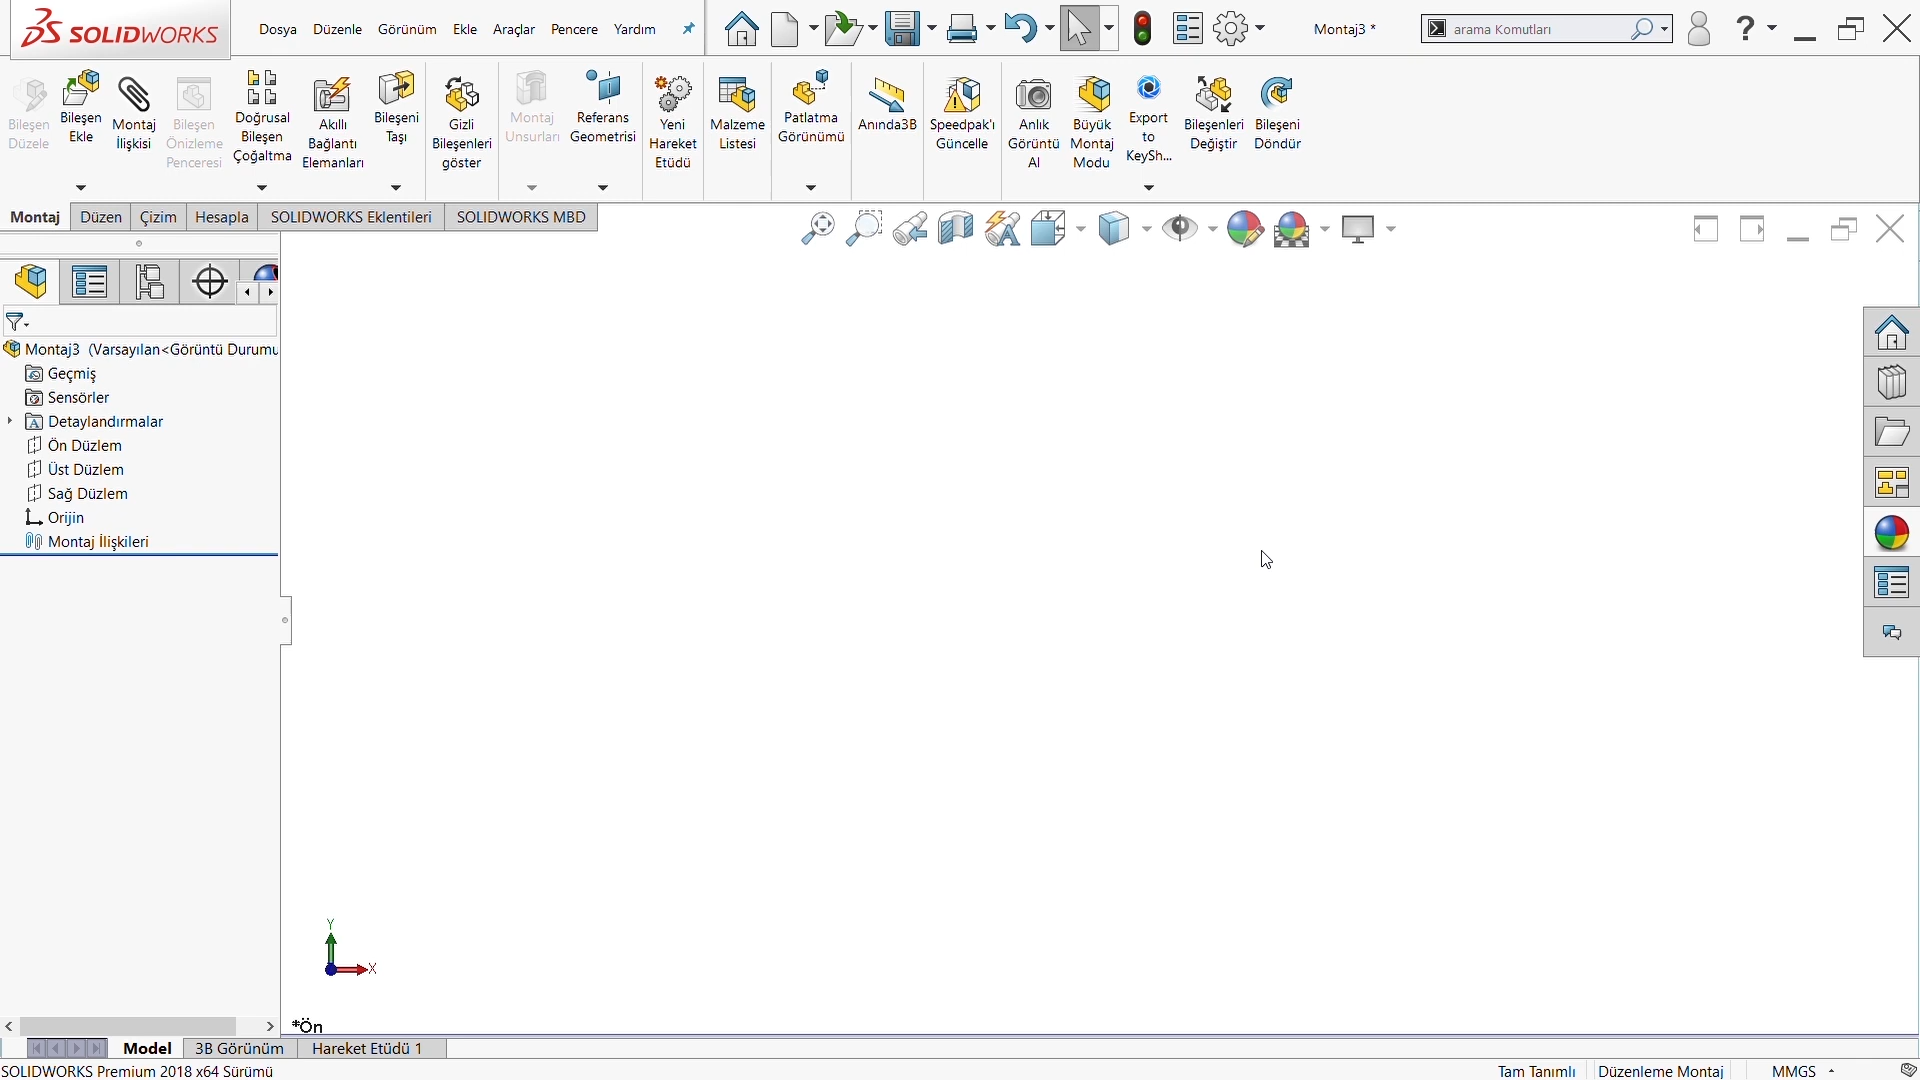 SOLIDWORKS
Dosya Düzenle Görünüm Ekle Araçlar Pencere Yardım
Montaj3 *
arama Komutları
?
Bileşen Düzele
Bileşen Ekle
Montaj İlişkisi
Bileşen Önizleme Penceresi
Doğrusal Bileşen Çoğaltma
Akıllı Bağlantı Elemanları
Bileşeni Taşı
Gizli Bileşenleri göster
Montaj Unsurları
Referans Geometrisi
Yeni Hareket Etüdü
Malzeme Listesi
Patlatma Görünümü
Anında3B
Speedpak'ı Güncelle
Anlık Görüntü Al
Büyük Montaj Modu
Export to KeySh...
Bileşenleri Değiştir
Bileşeni Döndür
Montaj Düzen Çizim Hesapla SOLIDWORKS Eklentileri SOLIDWORKS MBD
Montaj3 (Varsayılan<Görüntü Durumu
Geçmiş
Sensörler
Detaylandırmalar
Ön Düzlem
Üst Düzlem
Sağ Düzlem
Orijin
Montaj İlişkileri
Y
X
*Ön
Model 3B Görünüm Hareket Etüdü 1
SOLIDWORKS Premium 2018 x64 Sürümü
Tam Tanımlı Düzenleme Montaj MMGS